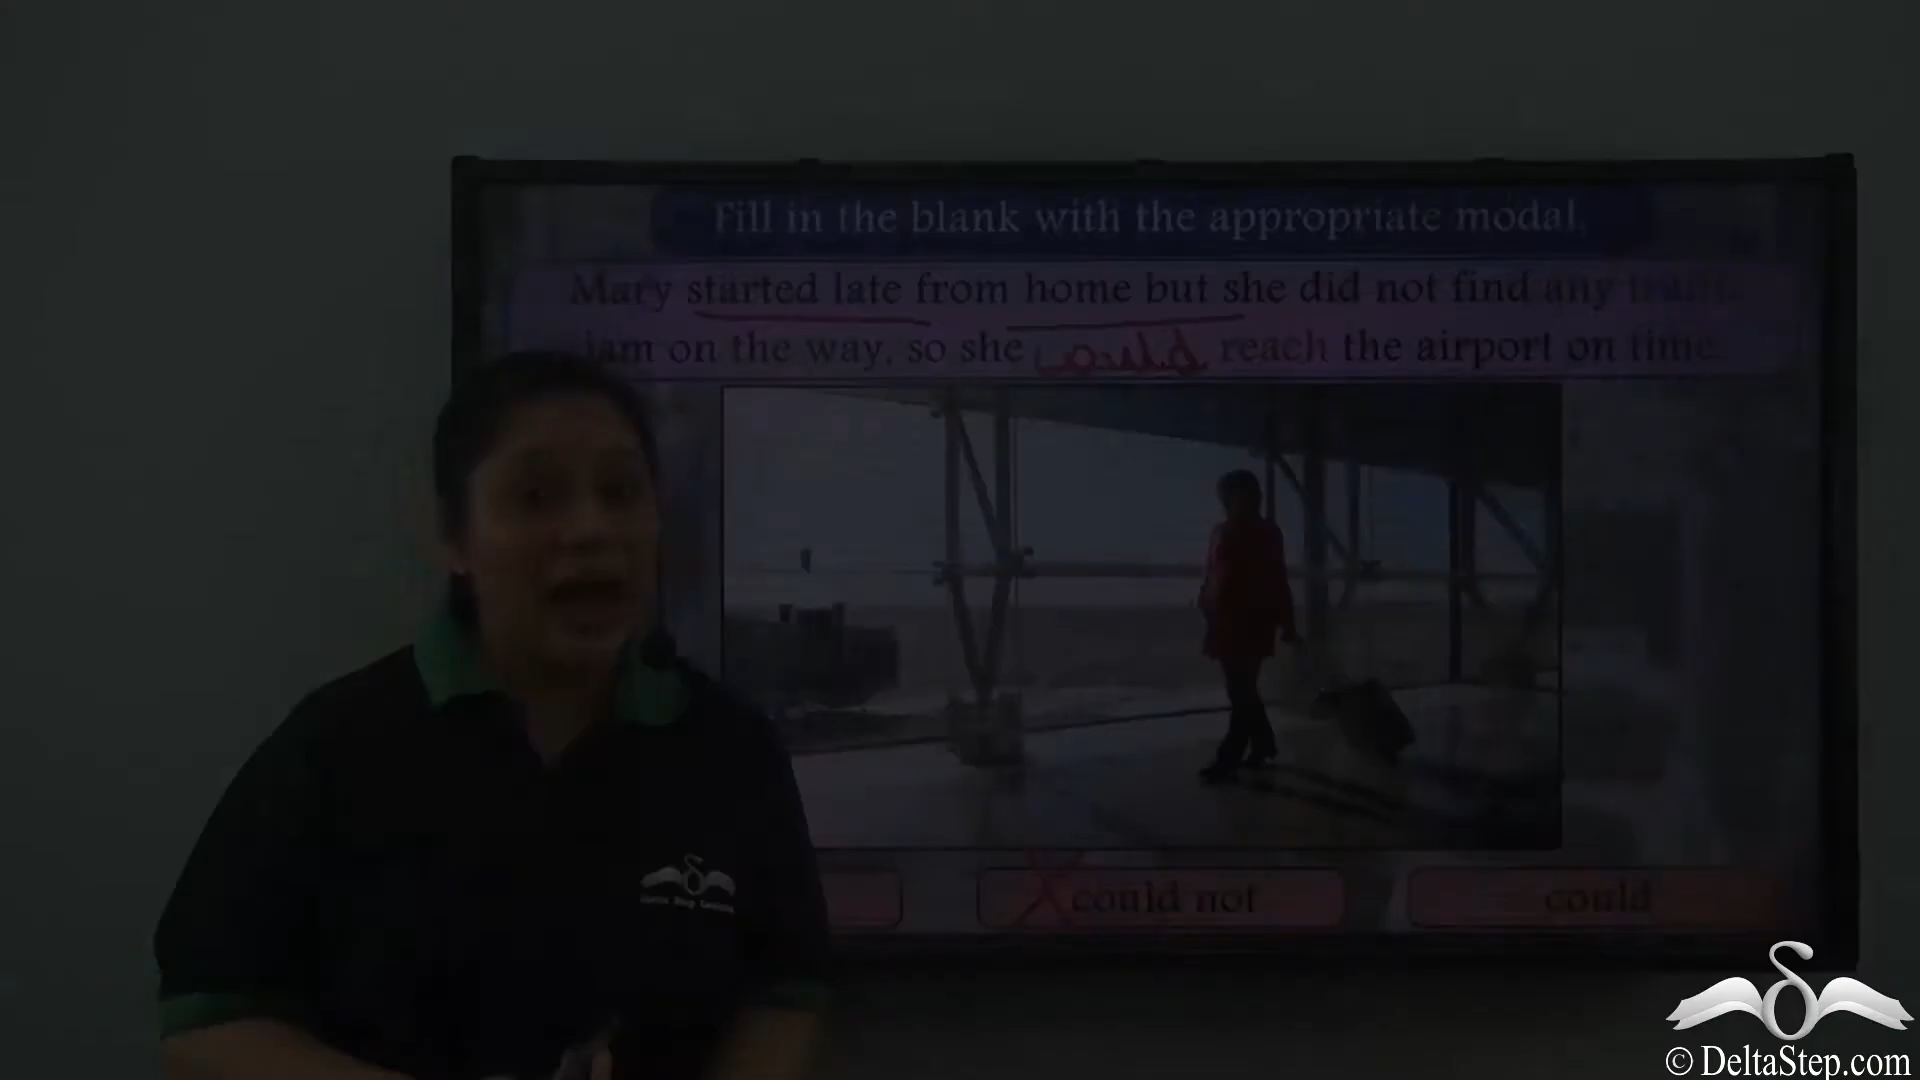 Fill in the blank with the appropriate modal.
Mary started late from home but she did not find any traffic
jam on the way, so she could reach the airport on time.
could not
could
© DeltaStep.com